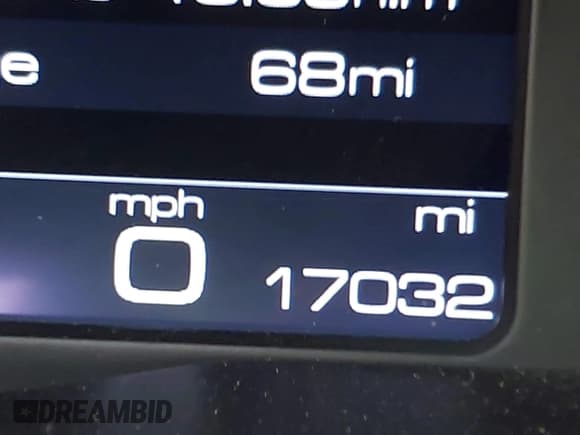 e 68mi
mph mi
0 17032
DREAMBID